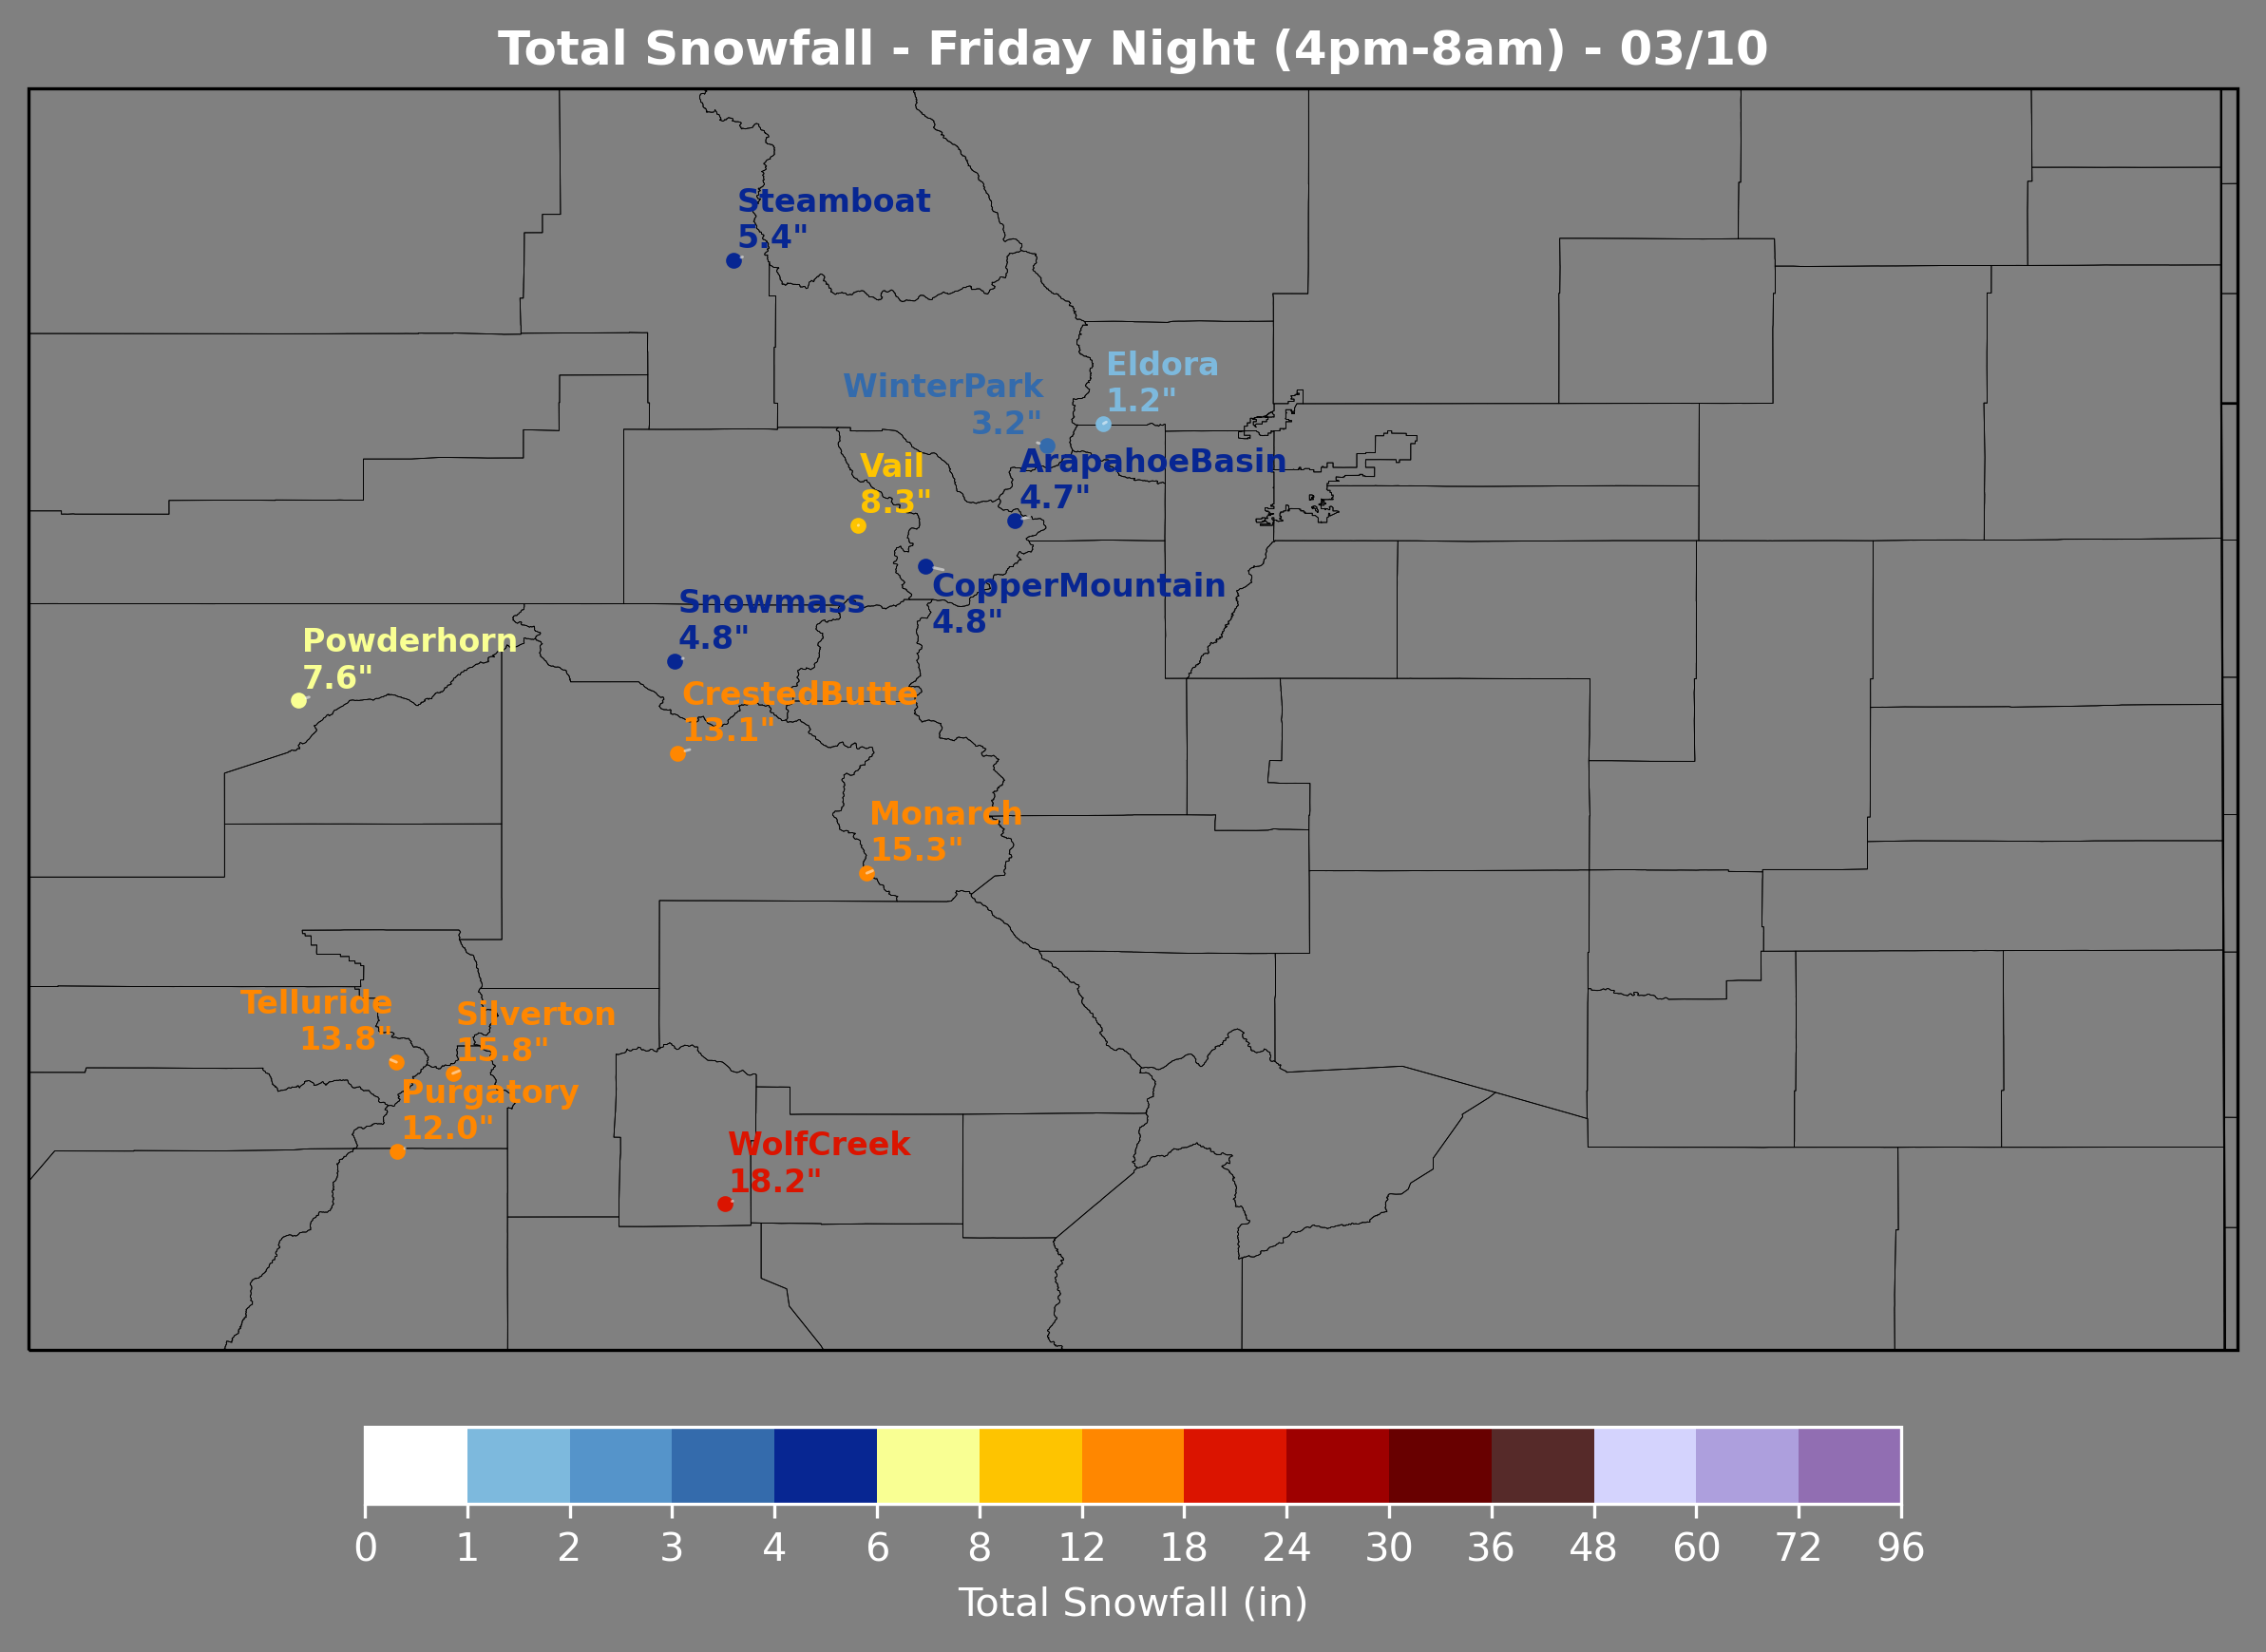 Total Snowfall - Friday Night (4pm-8am) - 03/10
Steamboat
5.4"
Eldora
1.2"
WinterPark
3.2"
ArapahoeBasin
4.7"
Vail
8.3"
CopperMountain
4.8"
Snowmass
4.8"
Powderhorn
7.6"
CrestedButte
13.1"
Monarch
15.3"
Telluride
13.8"
Silverton
15.8"
Purgatory
12.0"
WolfCreek
18.2"
0 1 2 3 4 6 8 12 18 24 30 36 48 60 72 96
Total Snowfall (in)